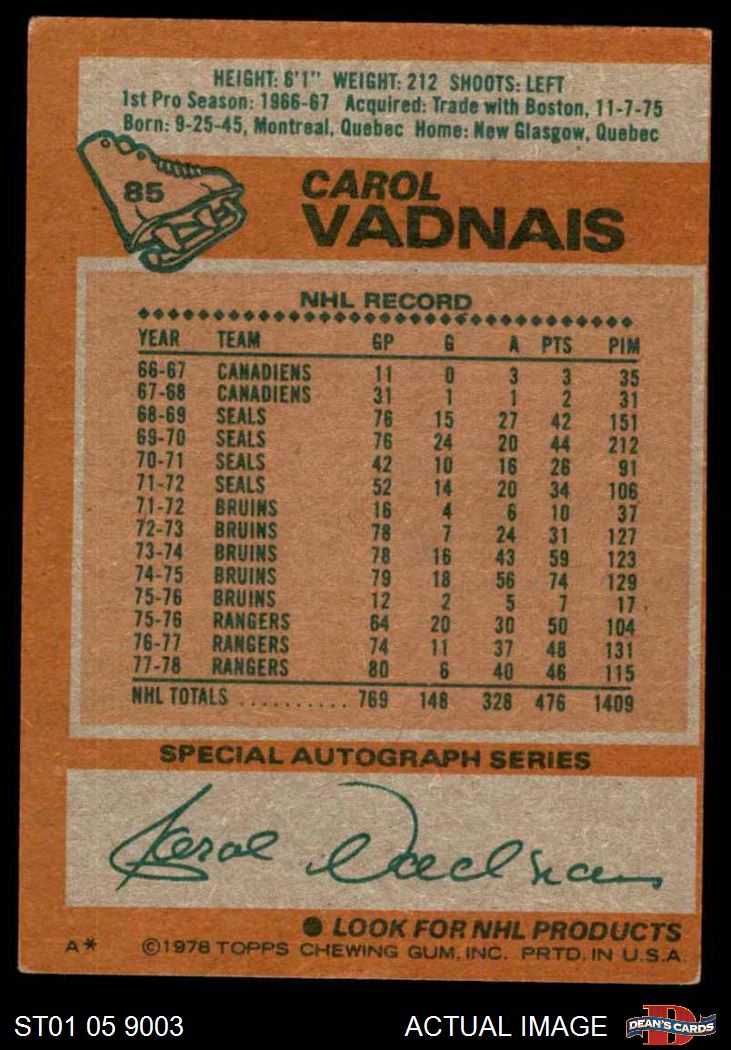 HEIGHT: 6'1" WEIGHT: 212 SHOOTS: LEFT
1st Pro Season: 1966-67 Acquired: Trade with Boston, 11-7-75
Born: 9-25-45, Montreal, Quebec Home: New Glasgow, Quebec
85
CAROL
VADNAIS
NHL RECORD
YEAR TEAM GP G A PTS PIM
66-67 CANADIENS 11 0 3 3 35
67-68 CANADIENS 31 1 1 2 31
68-69 SEALS 76 15 27 42 151
69-70 SEALS 76 24 20 44 212
70-71 SEALS 42 10 16 26 91
71-72 SEALS 52 14 20 34 106
71-72 BRUINS 16 4 6 10 37
72-73 BRUINS 78 7 24 31 127
73-74 BRUINS 78 16 43 59 123
74-75 BRUINS 79 18 56 74 129
75-76 BRUINS 12 2 5 7 17
75-76 RANGERS 64 20 30 50 104
76-77 RANGERS 74 11 37 48 131
77-78 RANGERS 80 6 40 46 115
NHL TOTALS .......... 769 148 328 476 1409
SPECIAL AUTOGRAPH SERIES
Carol Vadnais
● LOOK FOR NHL PRODUCTS
A* ©1978 TOPPS CHEWING GUM, INC. PRTD. IN U.S.A.
ST01 05 9003 ACTUAL IMAGE D DEAN'S CARDS